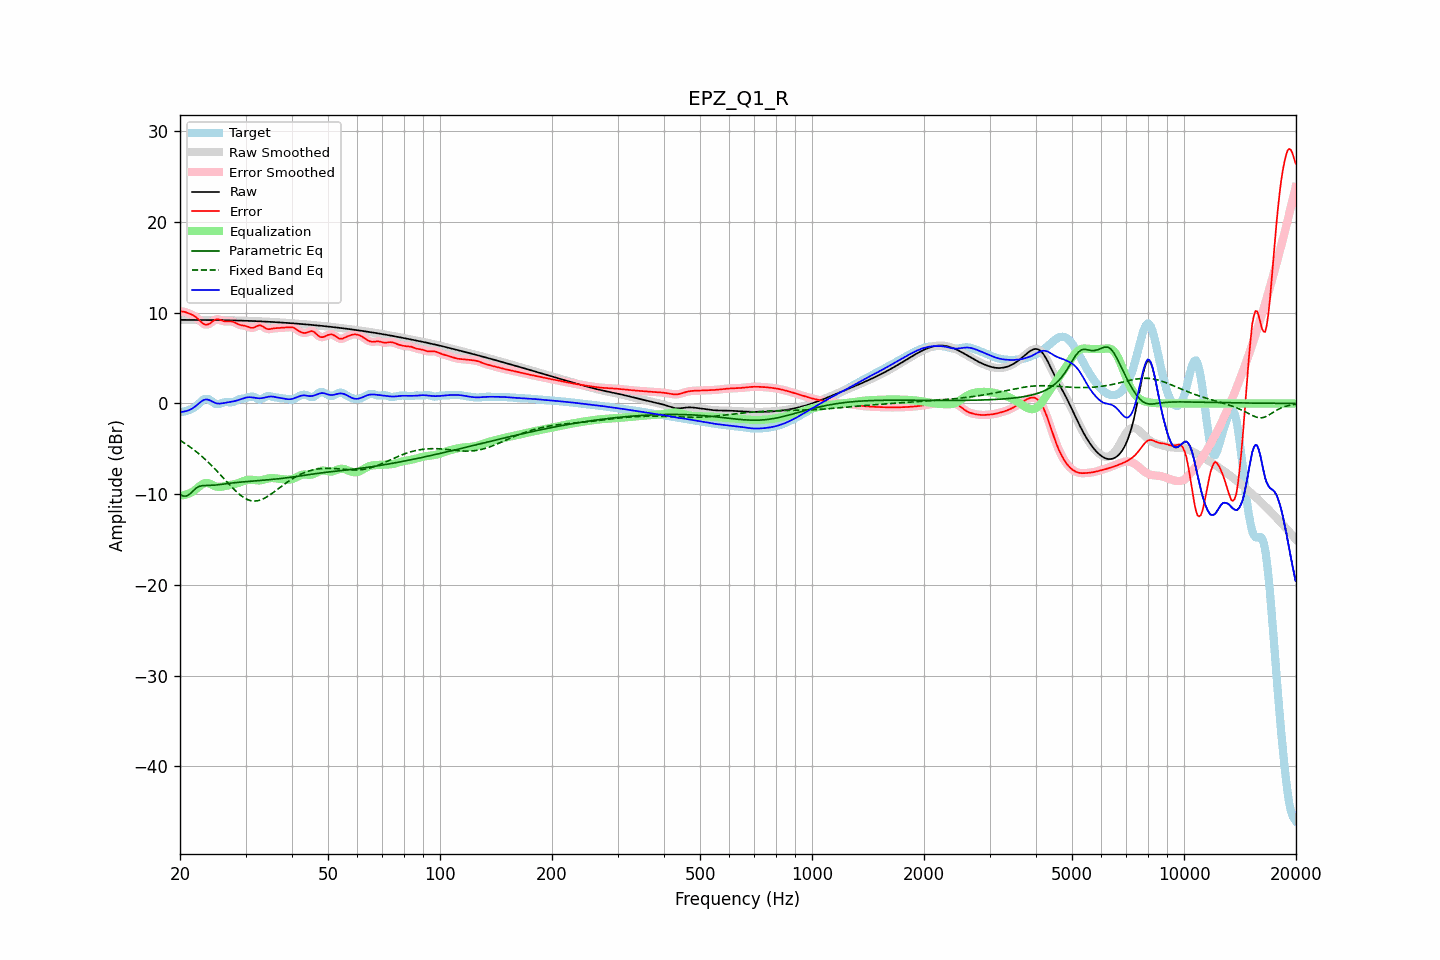 EPZ_Q1_R
Target
Raw Smoothed
Error Smoothed
Raw
Error
Equalization
Parametric Eq
Fixed Band Eq
Equalized
30
20
10
0
−10
−20
−30
−40
Amplitude (dBr)
20 50 100 200 500 1000 2000 5000 10000 20000
Frequency (Hz)